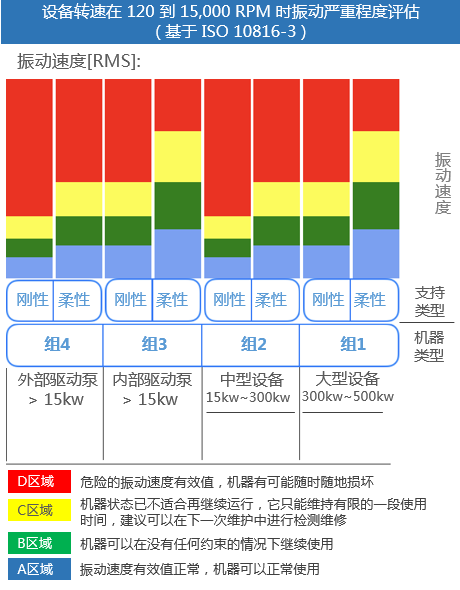 设备转速在 120 到 15,000 RPM 时振动严重程度评估
（基于 ISO 10816-3）
振动速度[RMS]:
振动速度
刚性 柔性 刚性 柔性 刚性 柔性 刚性 柔性
支持
类型
组4 组3 组2 组1
机器
类型
外部驱动泵 内部驱动泵 中型设备 大型设备
> 15kw > 15kw 15kw~300kw 300kw~500kw
D区域 危险的振动速度有效值，机器有可能随时随地损坏
C区域 机器状态已不适合再继续运行，它只能维持有限的一段使用
时间，建议可以在下一次维护中进行检测维修
B区域 机器可以在没有任何约束的情况下继续使用
A区域 振动速度有效值正常，机器可以正常使用